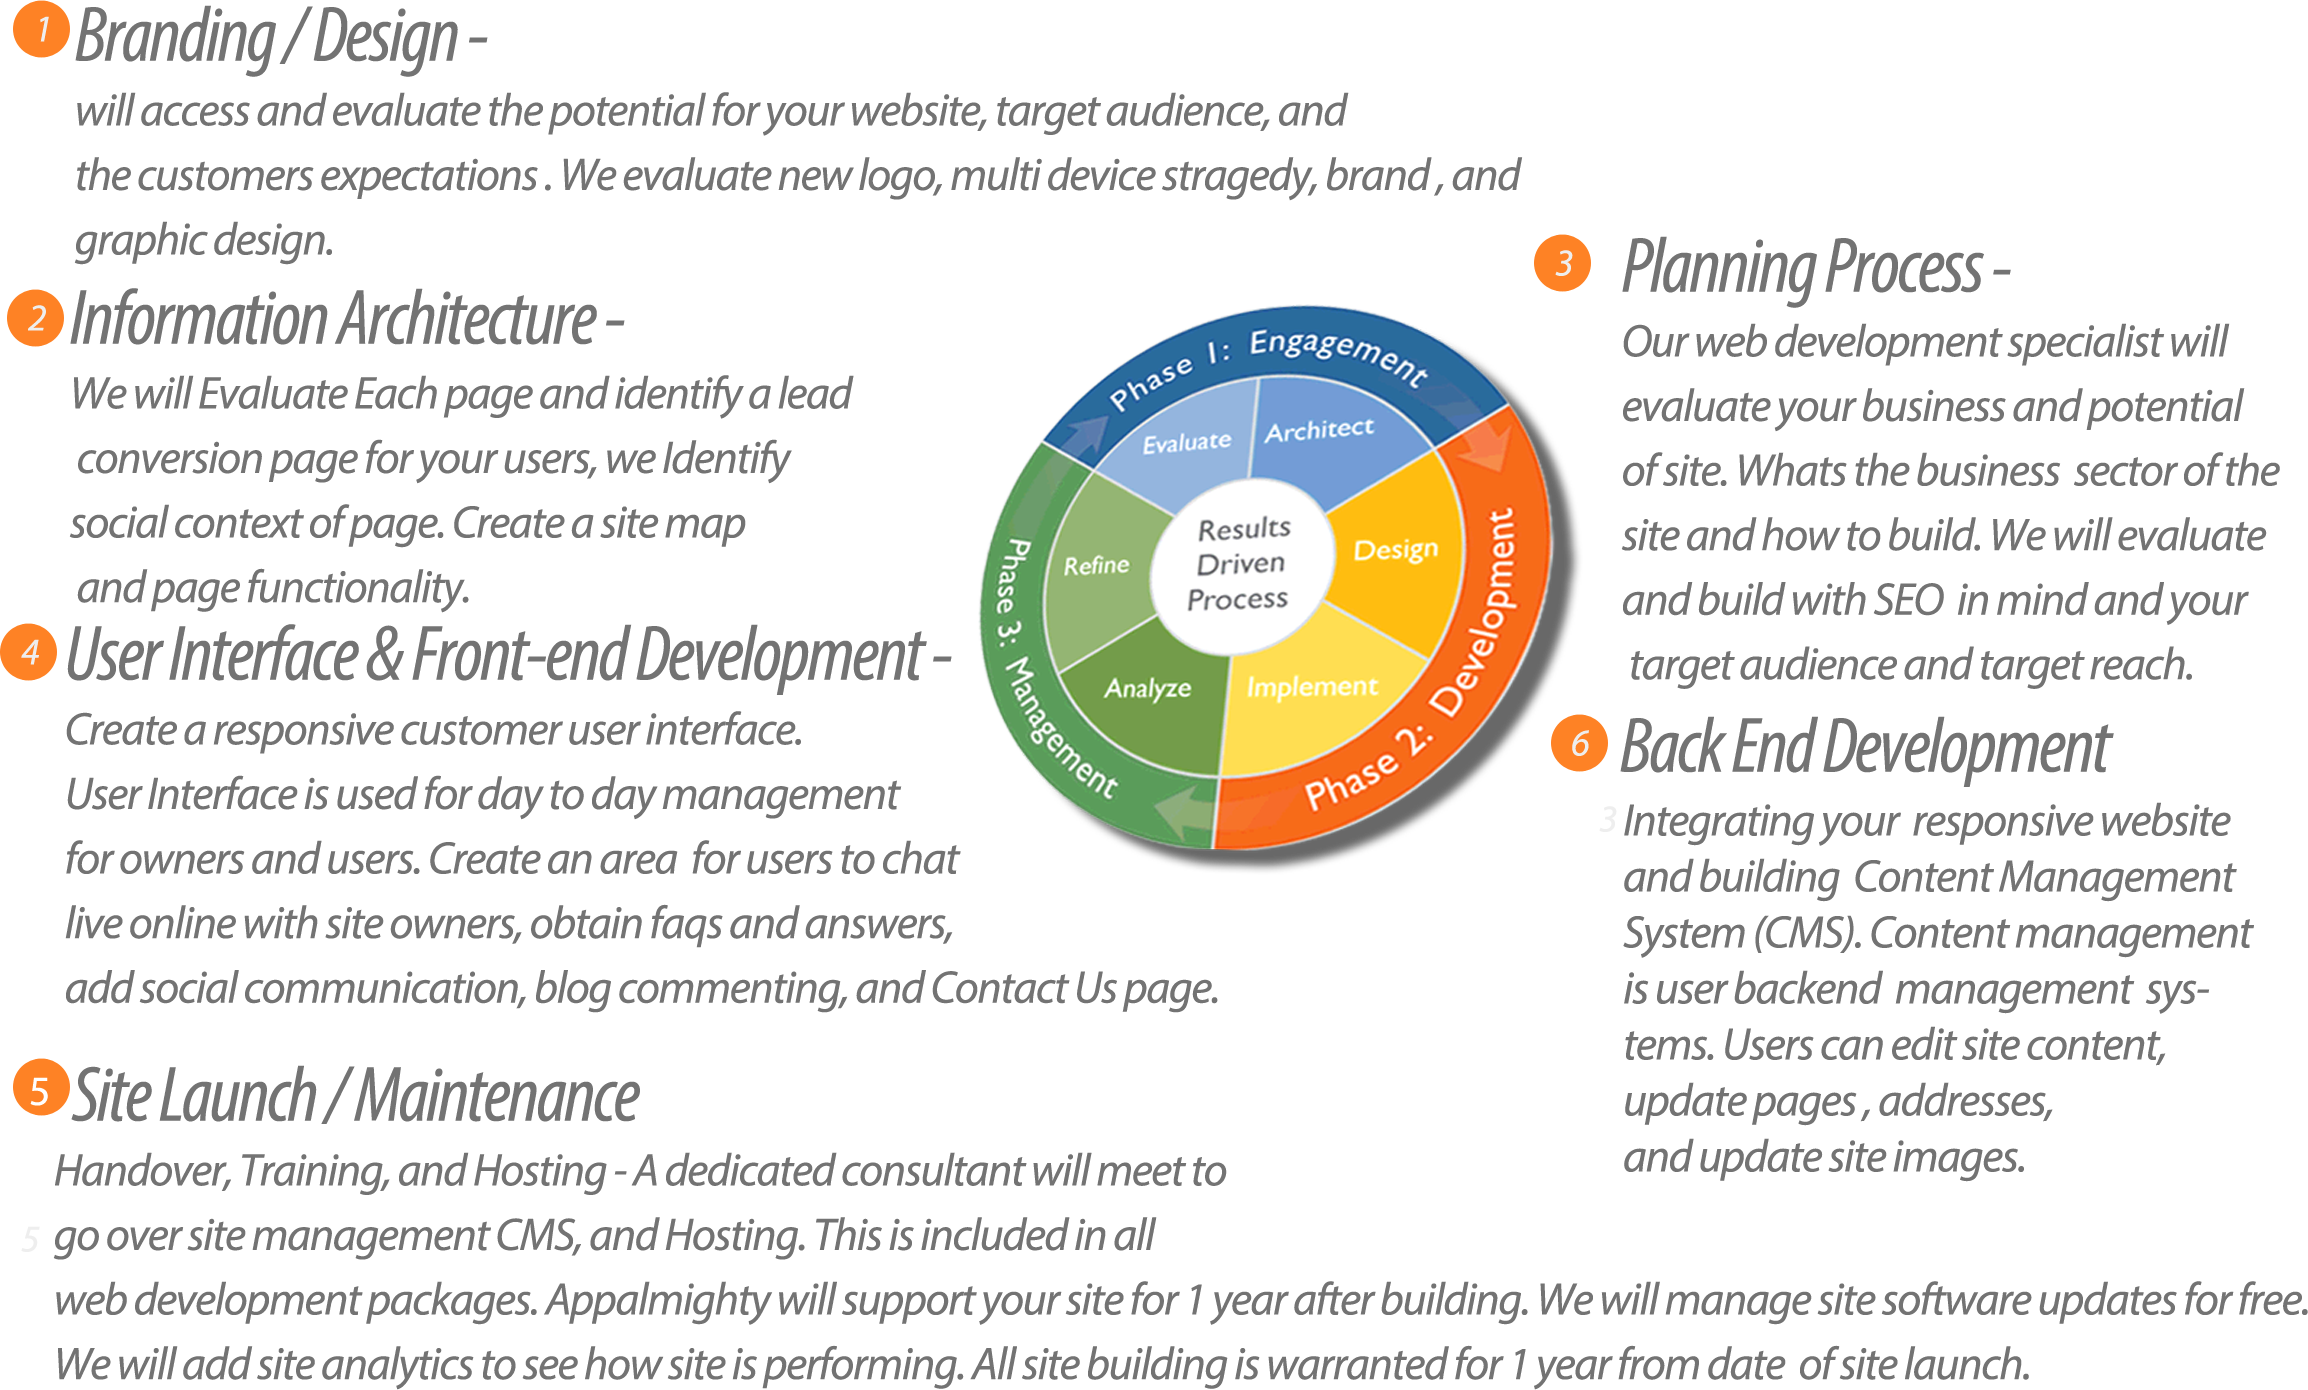 1 Branding / Design -
will access and evaluate the potential for your website, target audience, and
the customers expectations . We evaluate new logo, multi device stragedy, brand , and
graphic design.
2 Information Architecture -
We will Evaluate Each page and identify a lead
conversion page for your users, we Identify
social context of page. Create a site map
and page functionality.
3 Planning Process -
Our web development specialist will
evaluate your business and potential
of site. Whats the business sector of the
site and how to build. We will evaluate
and build with SEO in mind and your
target audience and target reach.
Phase 1: Engagement
Evaluate
Architect
Phase 2: Development
Design
Implement
Phase 3: Management
Analyze
Refine
Results
Driven
Process
4 User Interface & Front-end Development -
Create a responsive customer user interface.
User Interface is used for day to day management
for owners and users. Create an area for users to chat
live online with site owners, obtain faqs and answers,
add social communication, blog commenting, and Contact Us page.
6 Back End Development
3 Integrating your responsive website
and building Content Management
System (CMS). Content management
is user backend management sys-
tems. Users can edit site content,
update pages , addresses,
and update site images.
5 Site Launch / Maintenance
Handover, Training, and Hosting - A dedicated consultant will meet to
5 go over site management CMS, and Hosting. This is included in all
web development packages. Appalmighty will support your site for 1 year after building. We will manage site software updates for free.
We will add site analytics to see how site is performing. All site building is warranted for 1 year from date of site launch.